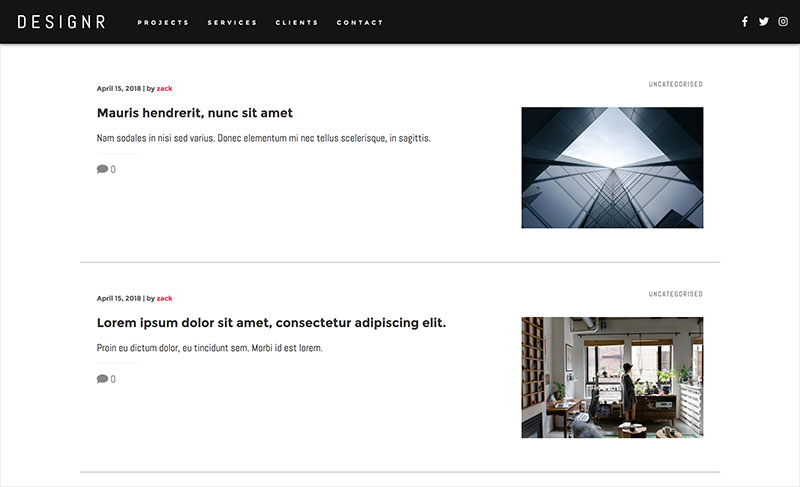 DESIGNR PROJECTS SERVICES CLIENTS CONTACT
April 15, 2018 | by zack
UNCATEGORISED
Mauris hendrerit, nunc sit amet
Nam sodales in nisi sed varius. Donec elementum mi nec tellus scelerisque, in sagittis.
0
April 15, 2018 | by zack
UNCATEGORISED
Lorem ipsum dolor sit amet, consectetur adipiscing elit.
Proin eu dictum dolor, eu tincidunt sem. Morbi id est lorem.
0